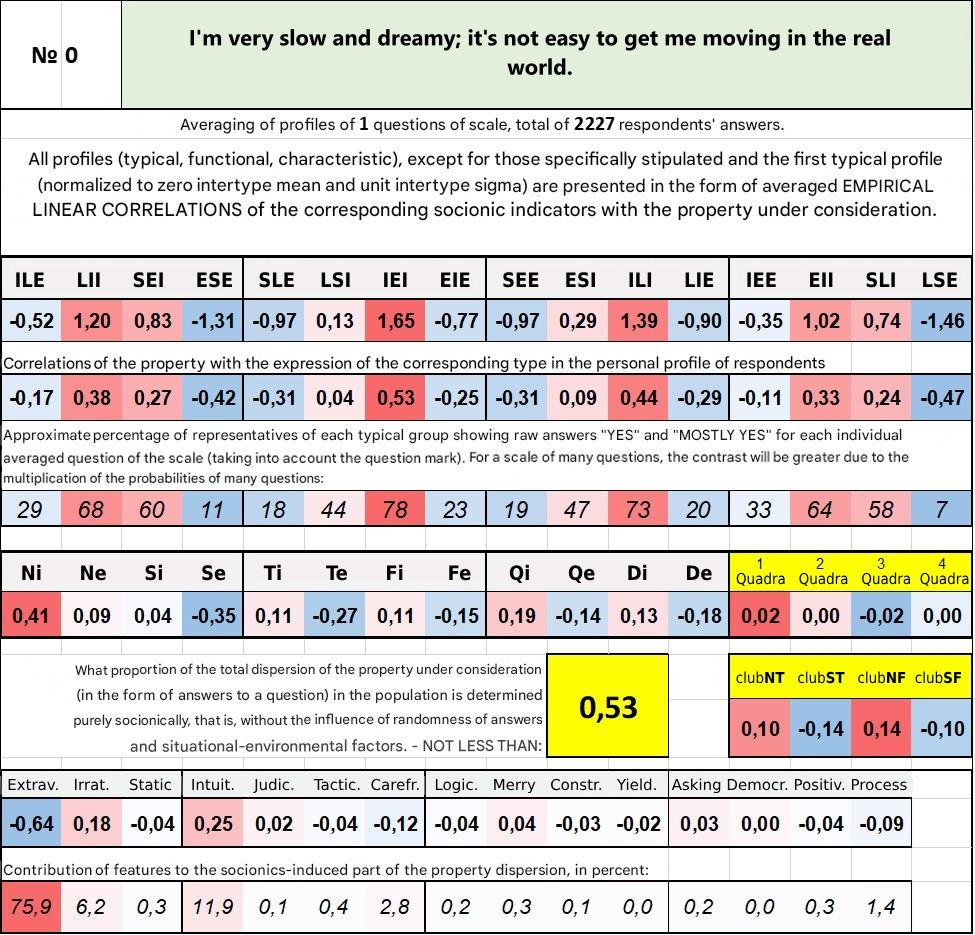 № 0
I'm very slow and dreamy; it's not easy to get me moving in the real
world.
Averaging of profiles of 1 questions of scale, total of 2227 respondents' answers.
All profiles (typical, functional, characteristic), except for those specifically stipulated and the first typical profile
(normalized to zero intertype mean and unit intertype sigma) are presented in the form of averaged EMPIRICAL
LINEAR CORRELATIONS of the corresponding socionic indicators with the property under consideration.
ILE LII SEI ESE SLE LSI IEI EIE SEE ESI ILI LIE IEE EII SLI LSE
-0,52 1,20 0,83 -1,31 -0,97 0,13 1,65 -0,77 -0,97 0,29 1,39 -0,90 -0,35 1,02 0,74 -1,46
Correlations of the property with the expression of the corresponding type in the personal profile of respondents
-0,17 0,38 0,27 -0,42 -0,31 0,04 0,53 -0,25 -0,31 0,09 0,44 -0,29 -0,11 0,33 0,24 -0,47
Approximate percentage of representatives of each typical group showing raw answers "YES" and "MOSTLY YES" for each individual
averaged question of the scale (taking into account the question mark). For a scale of many questions, the contrast will be greater due to the
multiplication of the probabilities of many questions:
29 68 60 11 18 44 78 23 19 47 73 20 33 64 58 7
Ni Ne Si Se Ti Te Fi Fe Qi Qe Di De 1 Quadra 2 Quadra 3 Quadra 4 Quadra
0,41 0,09 0,04 -0,35 0,11 -0,27 0,11 -0,15 0,19 -0,14 0,13 -0,18 0,02 0,00 -0,02 0,00
What proportion of the total dispersion of the property under consideration
(in the form of answers to a question) in the population is determined
purely socionically, that is, without the influence of randomness of answers
and situational-environmental factors. - NOT LESS THAN:
0,53
clubNT clubST clubNF clubSF
0,10 -0,14 0,14 -0,10
Extrav. Irrat. Static Intuit. Judic. Tactic. Carefr. Logic. Merry Constr. Yield. Asking Democr. Positiv. Process
-0,64 0,18 -0,04 0,25 0,02 -0,04 -0,12 -0,04 0,04 -0,03 -0,02 0,03 0,00 -0,04 -0,09
Contribution of features to the socionics-induced part of the property dispersion, in percent:
75,9 6,2 0,3 11,9 0,1 0,4 2,8 0,2 0,3 0,1 0,0 0,2 0,0 0,3 1,4